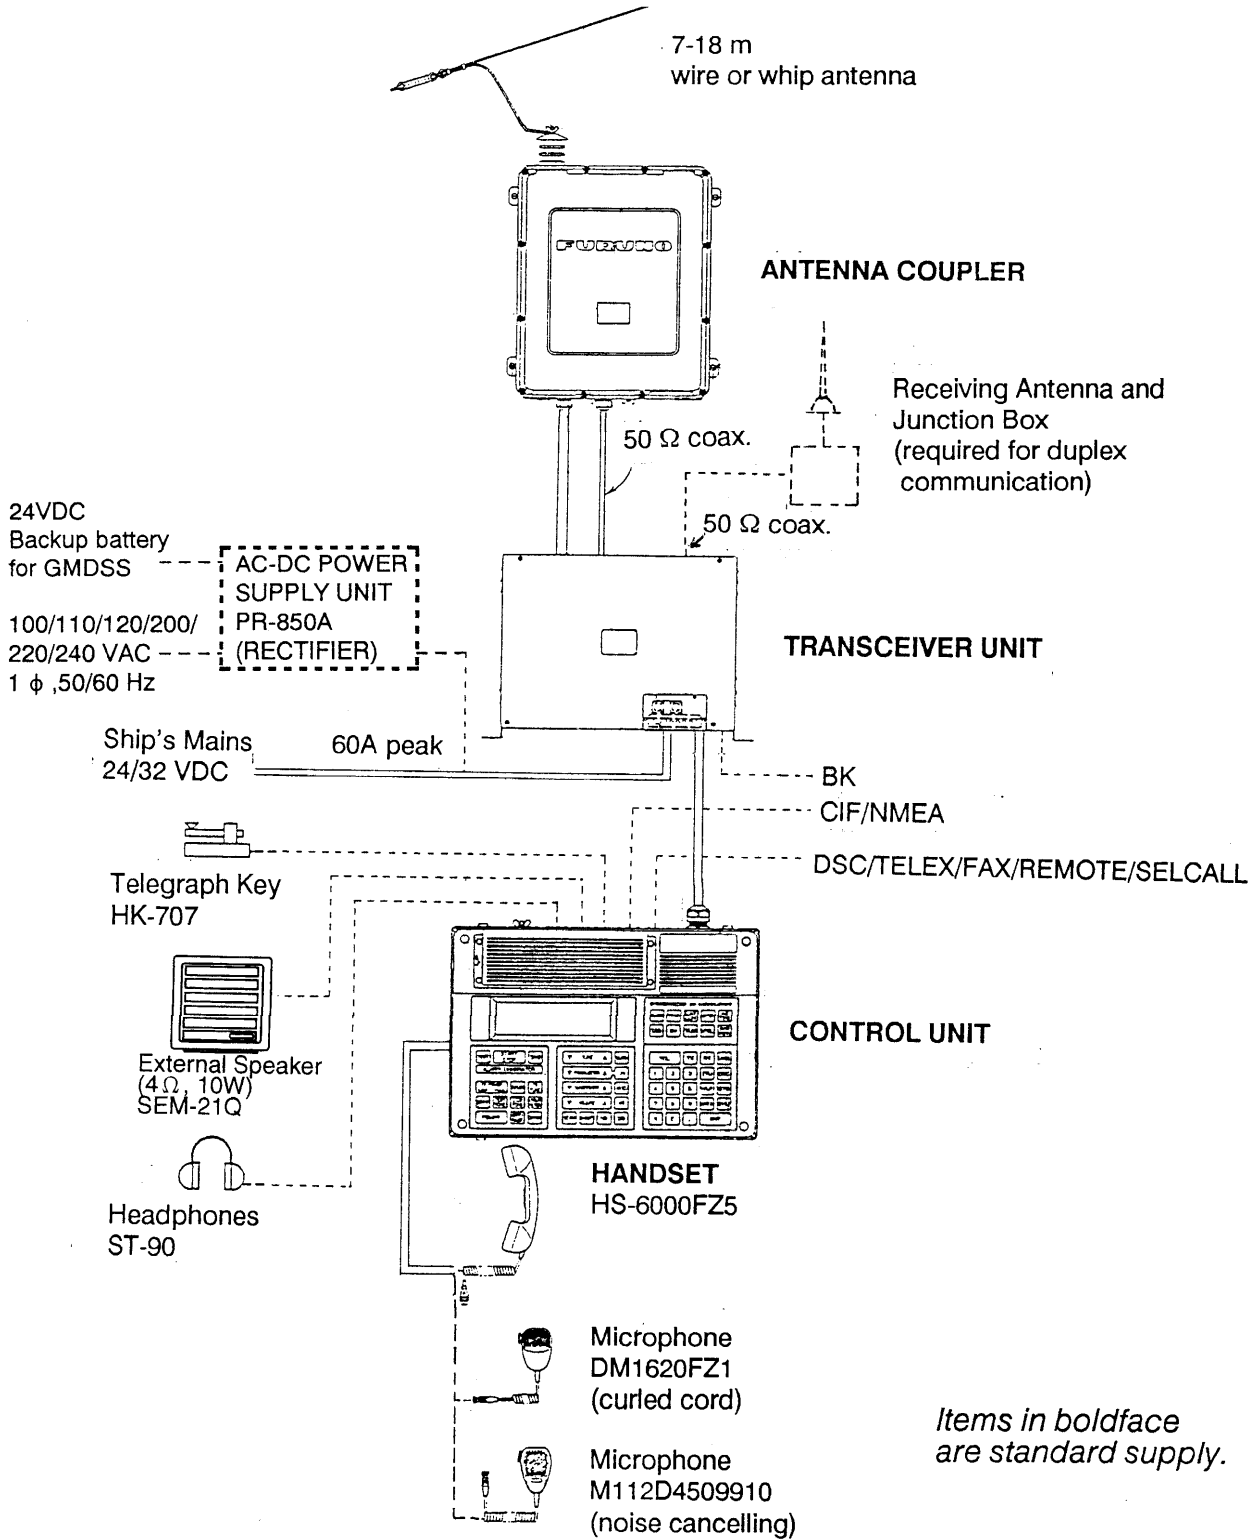 7-18 m
wire or whip antenna
FURUNO
ANTENNA COUPLER
Receiving Antenna and
Junction Box
(required for duplex
communication)
50 Ω coax.
50 Ω coax.
24VDC
Backup battery
for GMDSS
AC-DC POWER
SUPPLY UNIT
PR-850A
(RECTIFIER)
100/110/120/200/
220/240 VAC
1 φ ,50/60 Hz
TRANSCEIVER UNIT
Ship's Mains
24/32 VDC
60A peak
BK
CIF/NMEA
DSC/TELEX/FAX/REMOTE/SELCALL
Telegraph Key
HK-707
External Speaker
(4Ω, 10W)
SEM-21Q
CONTROL UNIT
Headphones
ST-90
HANDSET
HS-6000FZ5
Microphone
DM1620FZ1
(curled cord)
Microphone
M112D4509910
(noise cancelling)
Items in boldface
are standard supply.